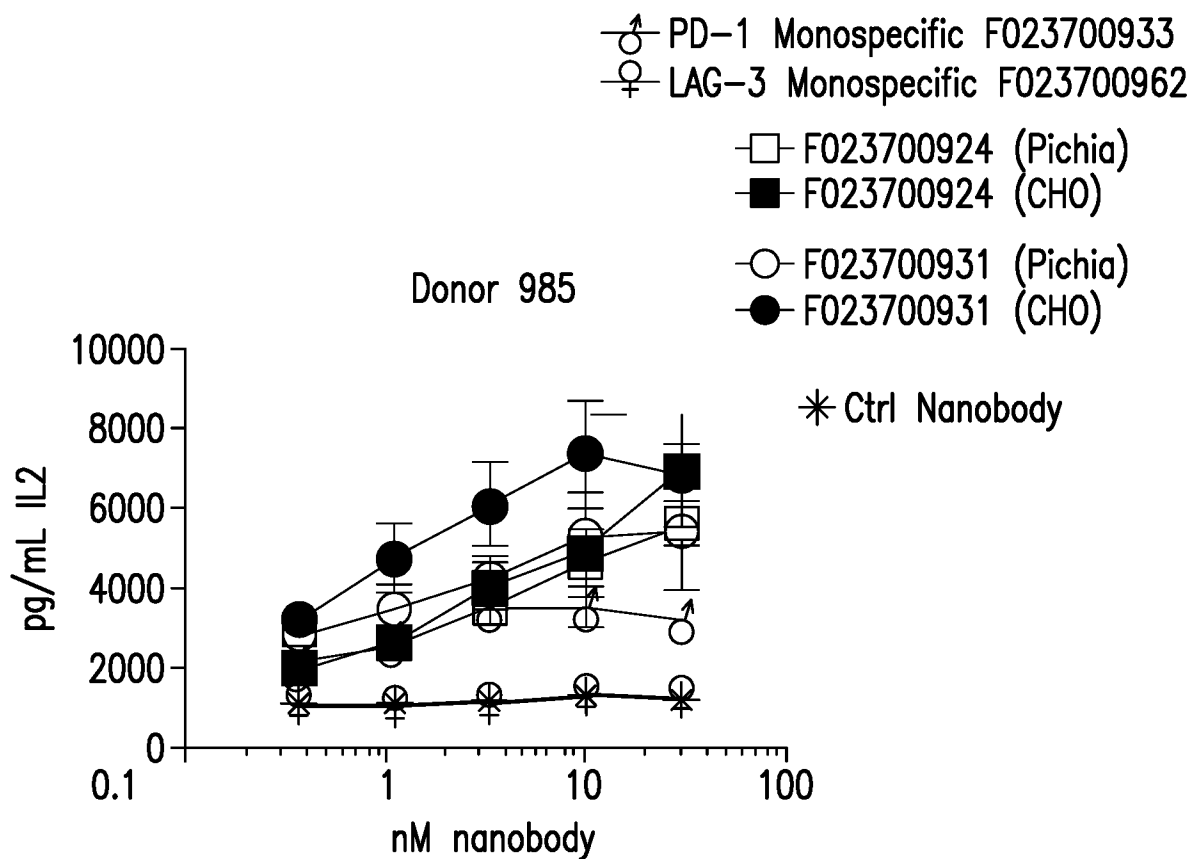 PD-1 Monospecific F023700933
LAG-3 Monospecific F023700962
F023700924 (Pichia)
F023700924 (CHO)
F023700931 (Pichia)
F023700931 (CHO)
Ctrl Nanobody
Donor 985
pg/mL IL2
10000
8000
6000
4000
2000
0
0.1
1
10
100
nM nanobody